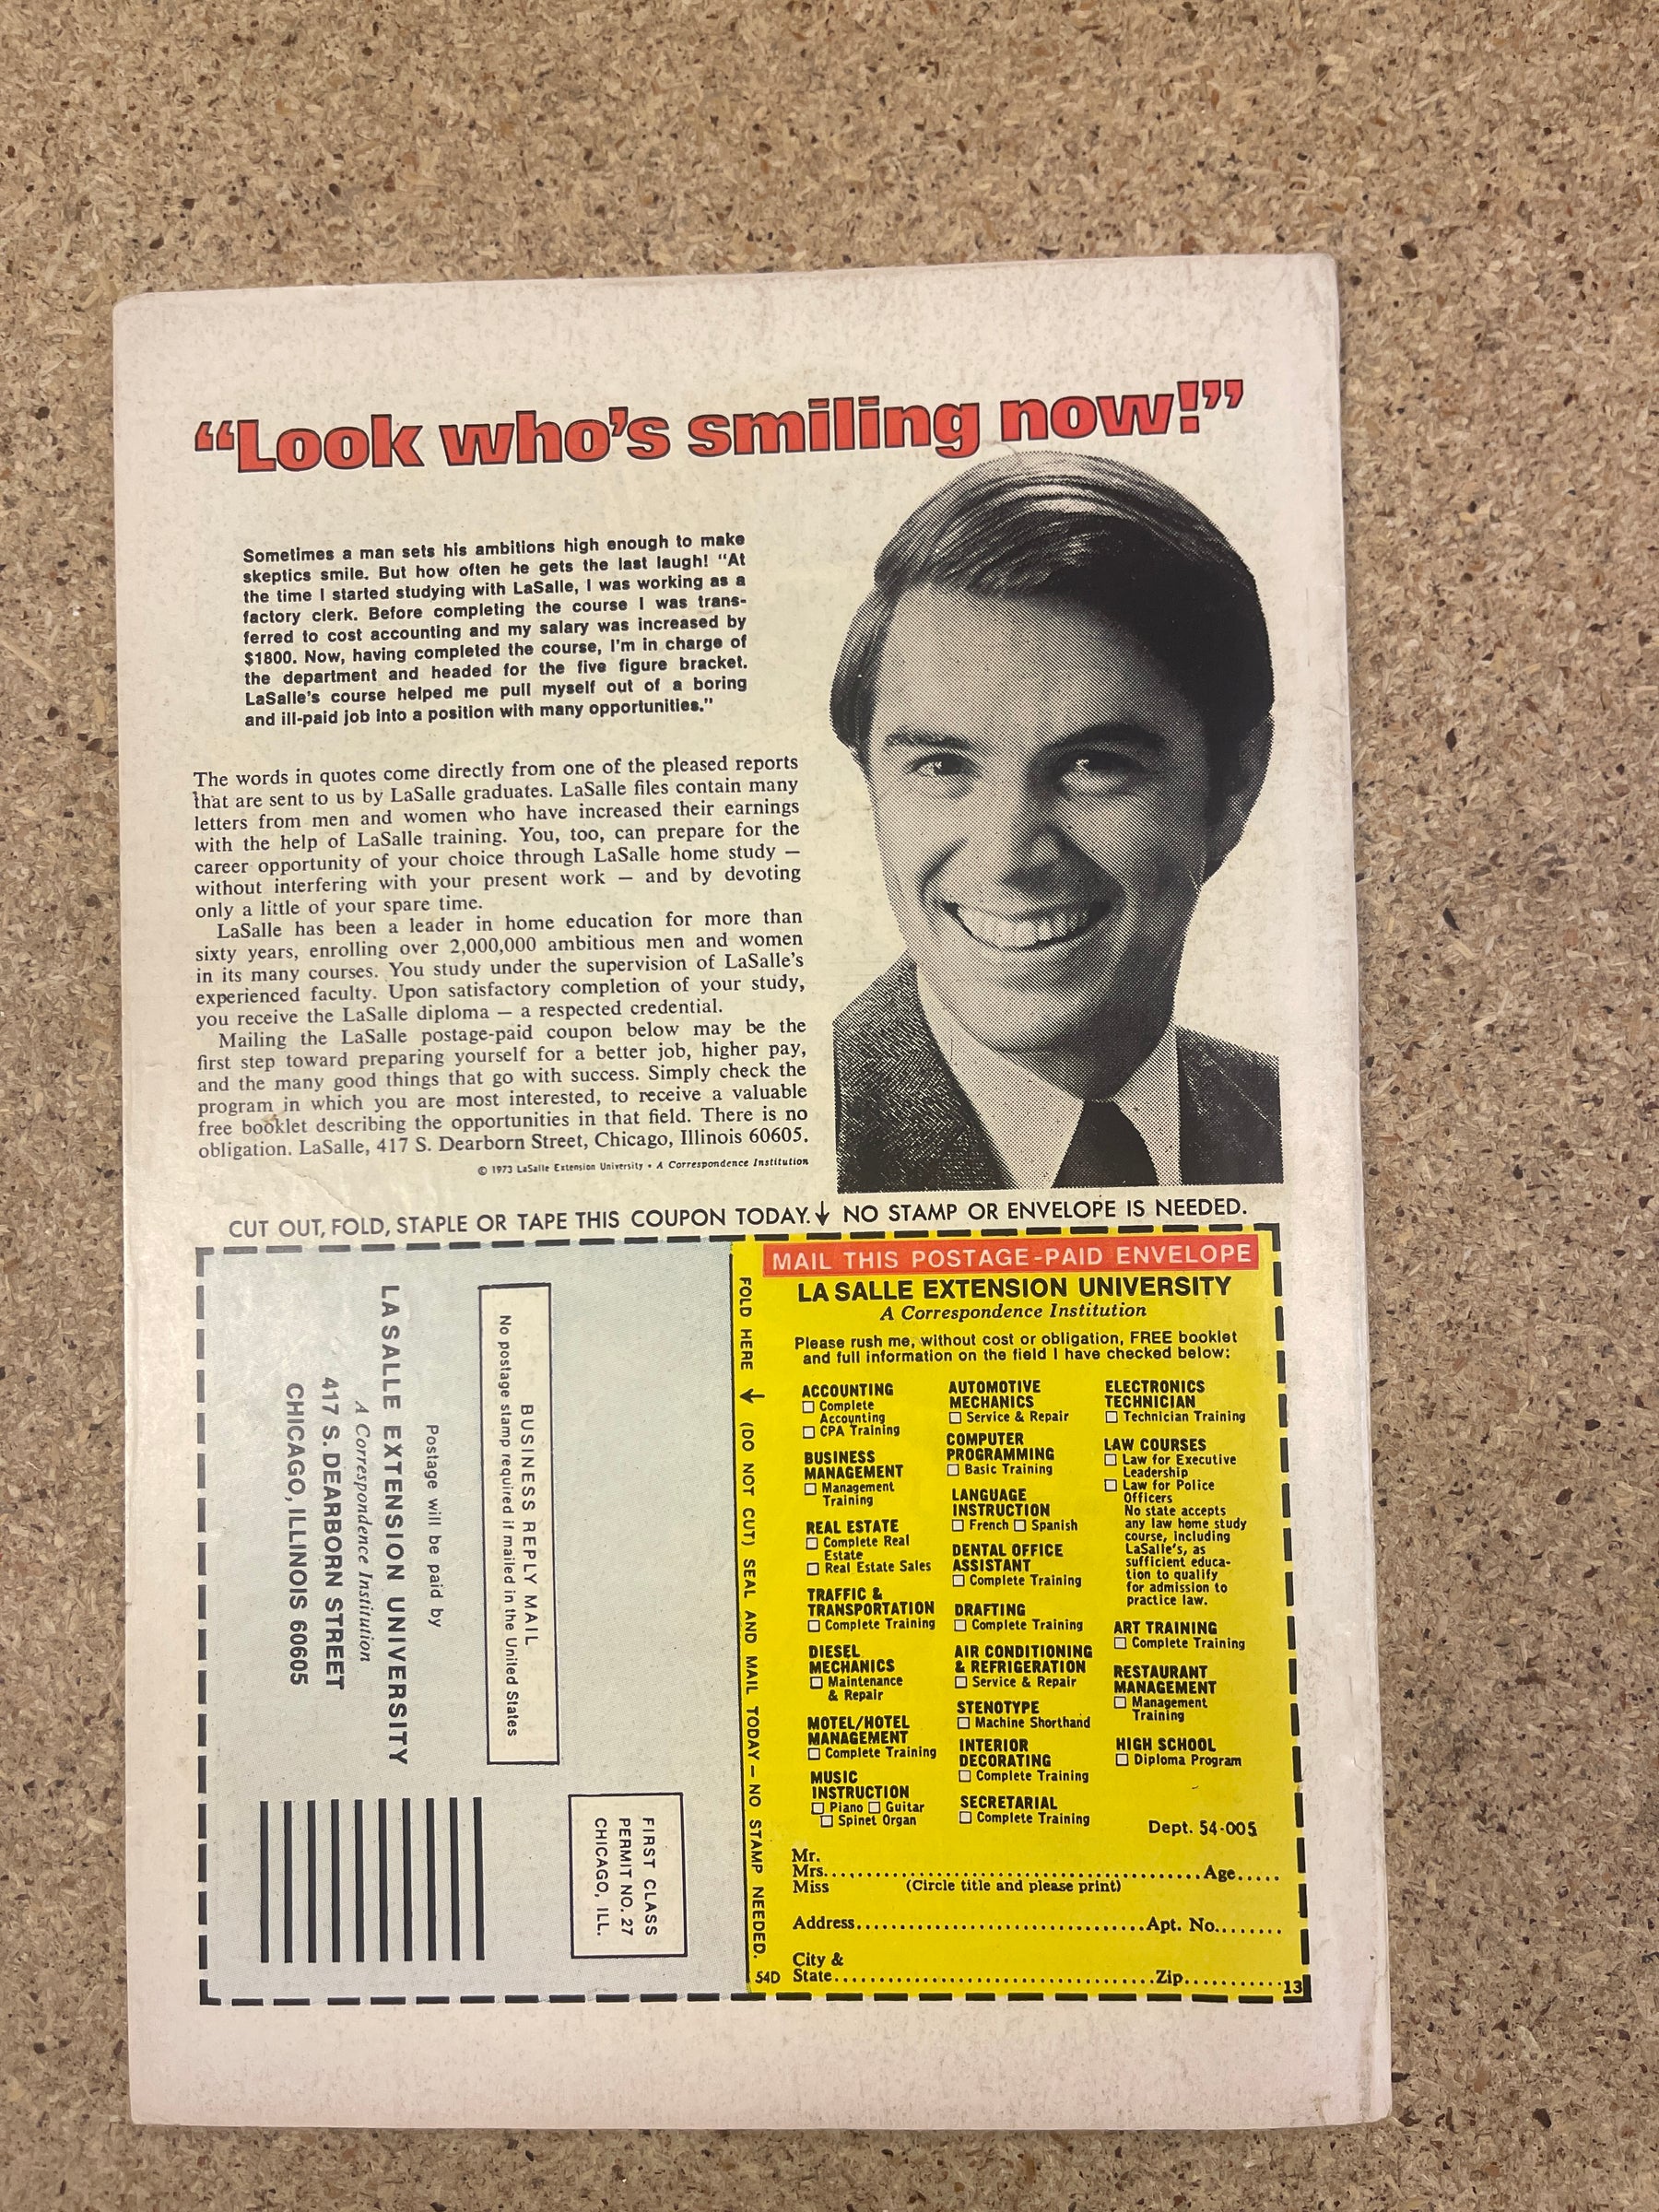 “Look who’s smiling now!”
Sometimes a man sets his ambitions high enough to make
skeptics smile. But how often he gets the last laugh! “At
the time I started studying with LaSalle, I was working as a
factory clerk. Before completing the course I was trans-
ferred to cost accounting and my salary was increased by
$1800. Now, having completed the course, I’m in charge of
the department and headed for the five figure bracket.
LaSalle’s course helped me pull myself out of a boring
and ill-paid job into a position with many opportunities.”
The words in quotes come directly from one of the pleased reports
that are sent to us by LaSalle graduates. LaSalle files contain many
letters from men and women who have increased their earnings
with the help of LaSalle training. You, too, can prepare for the
career opportunity of your choice through LaSalle home study —
without interfering with your present work — and by devoting
only a little of your spare time.
LaSalle has been a leader in home education for more than
sixty years, enrolling over 2,000,000 ambitious men and women
in its many courses. You study under the supervision of LaSalle’s
experienced faculty. Upon satisfactory completion of your study,
you receive the LaSalle diploma — a respected credential.
Mailing the LaSalle postage-paid coupon below may be the
first step toward preparing yourself for a better job, higher pay,
and the many good things that go with success. Simply check the
program in which you are most interested, to receive a valuable
free booklet describing the opportunities in that field. There is no
obligation. LaSalle, 417 S. Dearborn Street, Chicago, Illinois 60605.
© 1973 LaSalle Extension University • A Correspondence Institution
CUT OUT, FOLD, STAPLE OR TAPE THIS COUPON TODAY. ↓ NO STAMP OR ENVELOPE IS NEEDED.
FIRST CLASS
PERMIT NO. 27
CHICAGO, ILL.
BUSINESS REPLY MAIL
No postage stamp required if mailed in the United States
Postage will be paid by
LASALLE EXTENSION UNIVERSITY
A Correspondence Institution
417 S. DEARBORN STREET
CHICAGO, ILLINOIS 60605
FOLD HERE → (DO NOT CUT) SEAL AND MAIL TODAY — NO STAMP NEEDED.
54D
MAIL THIS POSTAGE-PAID ENVELOPE
LA SALLE EXTENSION UNIVERSITY
A Correspondence Institution
Please rush me, without cost or obligation, FREE booklet
and full information on the field I have checked below:
ACCOUNTING
☐ Complete
Accounting
☐ CPA Training
BUSINESS
MANAGEMENT
☐ Management
Training
REAL ESTATE
☐ Complete Real
Estate
☐ Real Estate Sales
TRAFFIC &
TRANSPORTATION
☐ Complete Training
DIESEL
MECHANICS
☐ Maintenance
& Repair
MOTEL/HOTEL
MANAGEMENT
☐ Complete Training
MUSIC
INSTRUCTION
☐ Piano ☐ Guitar
☐ Spinet Organ
AUTOMOTIVE
MECHANICS
☐ Service & Repair
COMPUTER
PROGRAMMING
☐ Basic Training
LANGUAGE
INSTRUCTION
☐ French ☐ Spanish
DENTAL OFFICE
ASSISTANT
☐ Complete Training
DRAFTING
☐ Complete Training
AIR CONDITIONING
& REFRIGERATION
☐ Service & Repair
STENOTYPE
☐ Machine Shorthand
INTERIOR
DECORATING
☐ Complete Training
SECRETARIAL
☐ Complete Training
ELECTRONICS
TECHNICIAN
☐ Technician Training
LAW COURSES
☐ Law for Executive
Leadership
☐ Law for Police
Officers
No state accepts
any law home study
course, including
LaSalle’s, as
sufficient educa-
tion to qualify
for admission to
practice law.
ART TRAINING
☐ Complete Training
RESTAURANT
MANAGEMENT
☐ Management
Training
HIGH SCHOOL
☐ Diploma Program
Dept. 54-005
Mr.
Mrs. Age
Miss (Circle title and please print)
Address Apt. No.
City &
State Zip
13